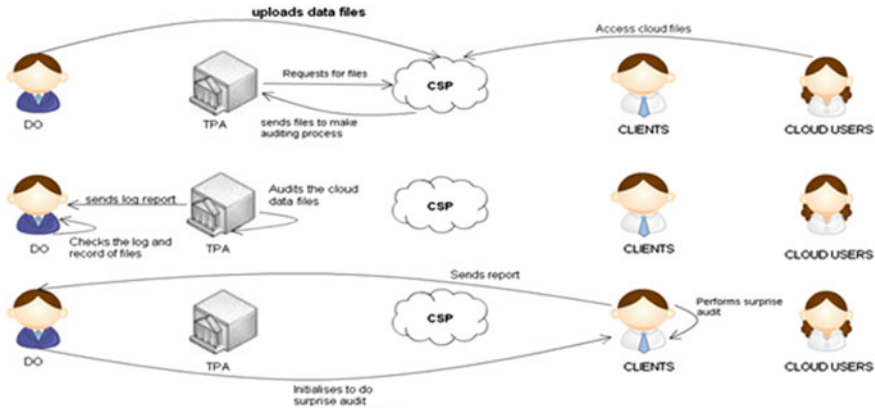 uploads data files
Access cloud files
Requests for files
CSP
sends files to make
auditing process
DO
TPA
CLIENTS
CLOUD USERS
sends log report
Audits the cloud
data files
CSP
Checks the log and
record of files
DO
TPA
CLIENTS
CLOUD USERS
Sends report
Performs surprise
audit
CSP
DO
TPA
CLIENTS
CLOUD USERS
Initialises to do
surprise audit